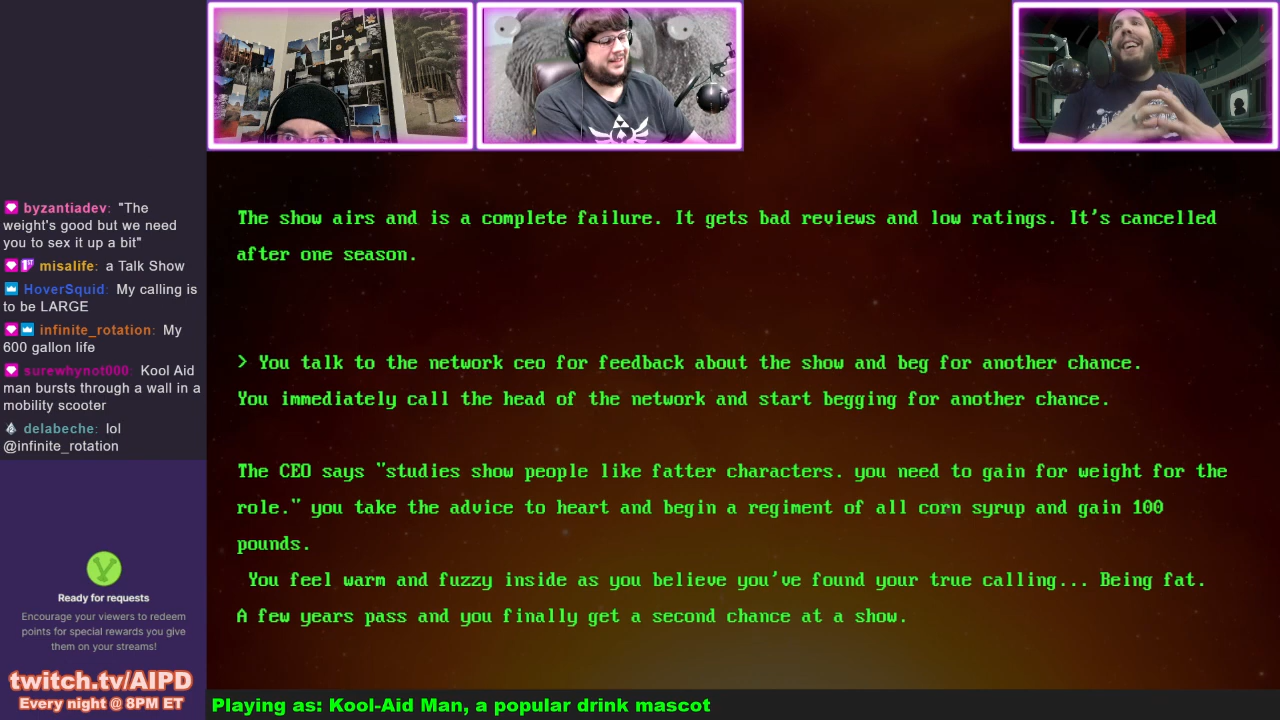 byzantiadev: "The
weight's good but we need
you to sex it up a bit"
misalife: a Talk Show
HoverSquid: My calling is
to be LARGE
infinite_rotation: My
600 gallon life
surewhynot000: Kool Aid
man bursts through a wall in a
mobility scooter
delabeche: lol
@infinite_rotation
Ready for requests
Encourage your viewers to redeem
points for special rewards you give
them on your streams!
twitch.tv/AIPD
Every night @ 8PM ET
The show airs and is a complete failure. It gets bad reviews and low ratings. It's cancelled
after one season.
> You talk to the network ceo for feedback about the show and beg for another chance.
You immediately call the head of the network and start begging for another chance.
The CEO says "studies show people like fatter characters. you need to gain for weight for the
role." you take the advice to heart and begin a regiment of all corn syrup and gain 100
pounds.
You feel warm and fuzzy inside as you believe you've found your true calling... Being fat.
A few years pass and you finally get a second chance at a show.
Playing as: Kool-Aid Man, a popular drink mascot